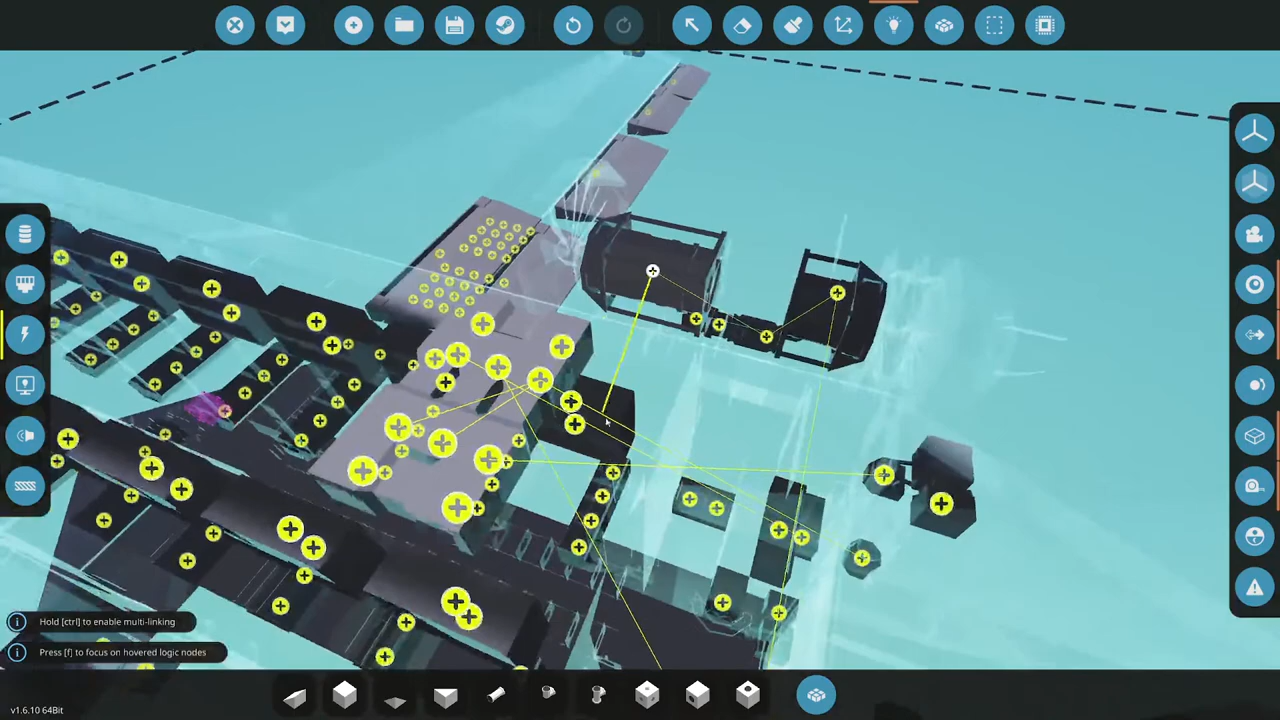 Hold [ctrl] to enable multi-linking
Press [f] to focus on hovered logic nodes
v1.6.10 64Bit